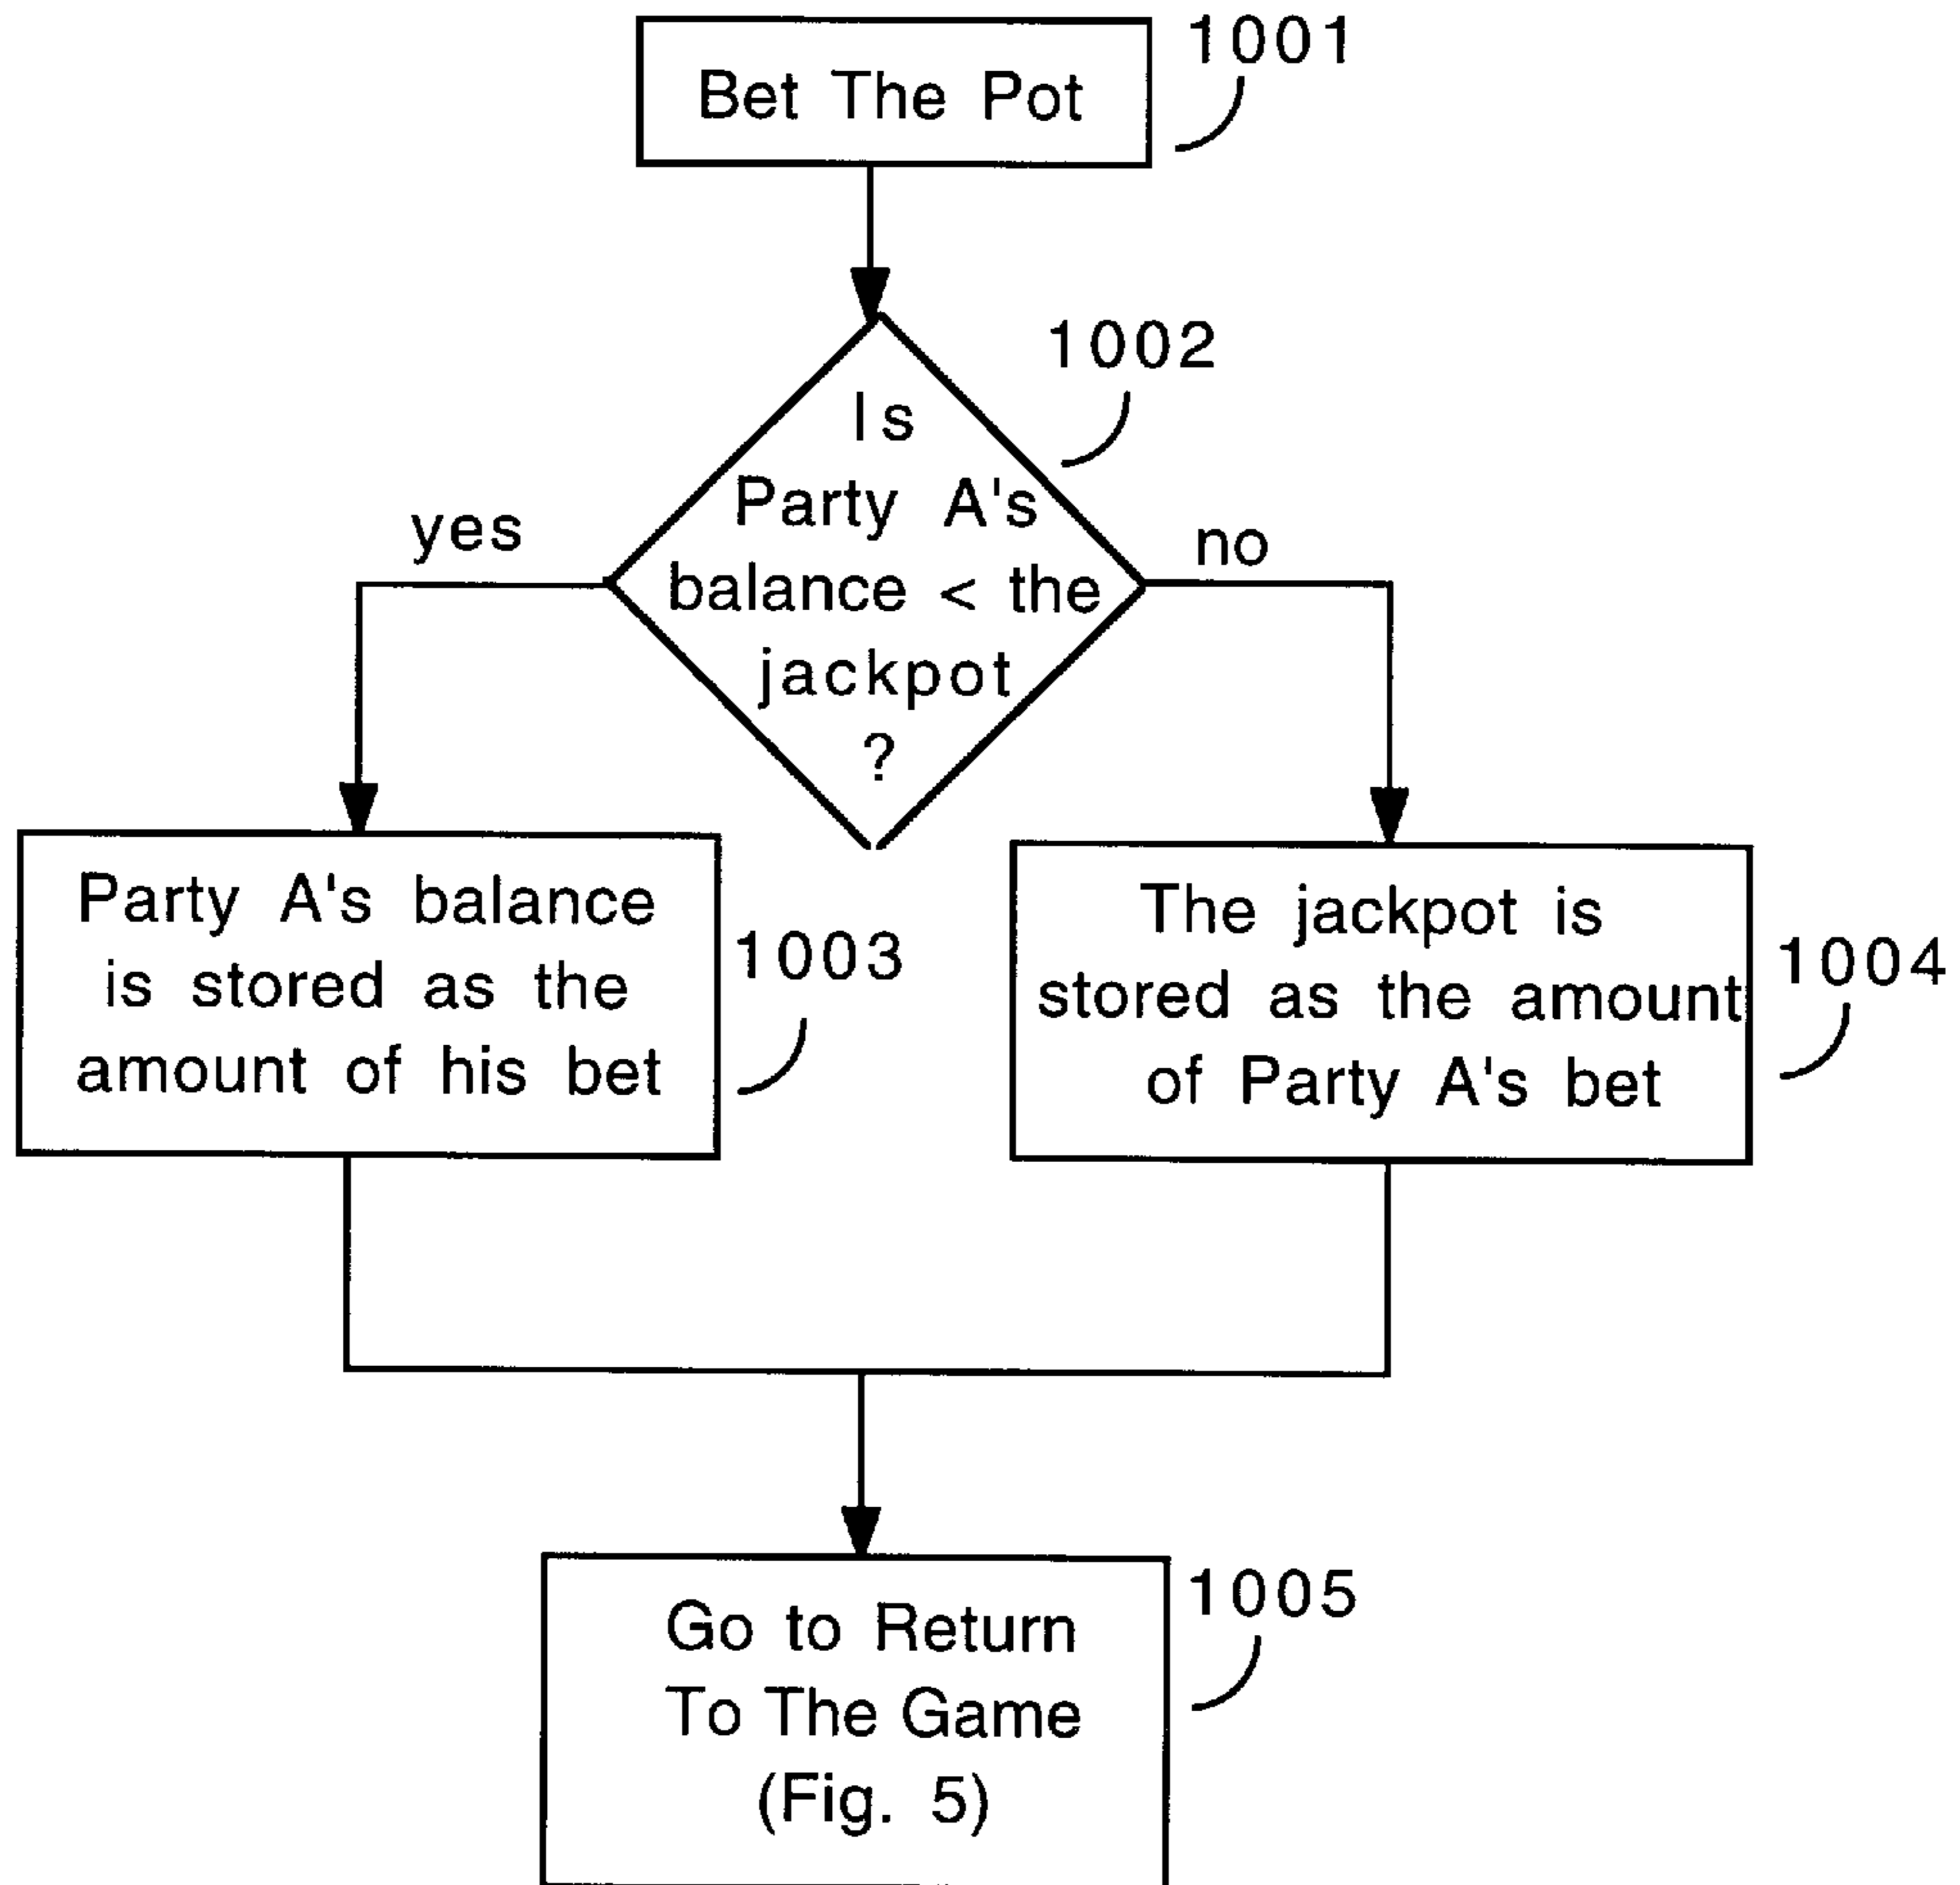 Bet The Pot
1001
1002
Is
Party A's
balance < the
jackpot
?
yes
no
Party A's balance
is stored as the
amount of his bet
1003
The jackpot is
stored as the amount
of Party A's bet
1004
Go to Return
To The Game
(Fig. 5)
1005